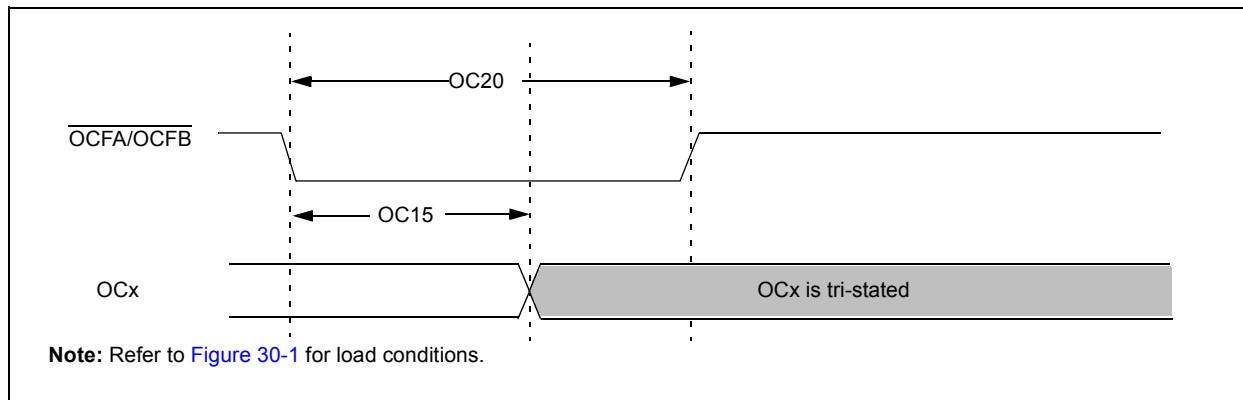 OC20
OCFA/OCFB
OC15
OCx
OCx is tri-stated
Note: Refer to Figure 30-1 for load conditions.